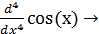 d⁴/dx⁴ cos(x) →